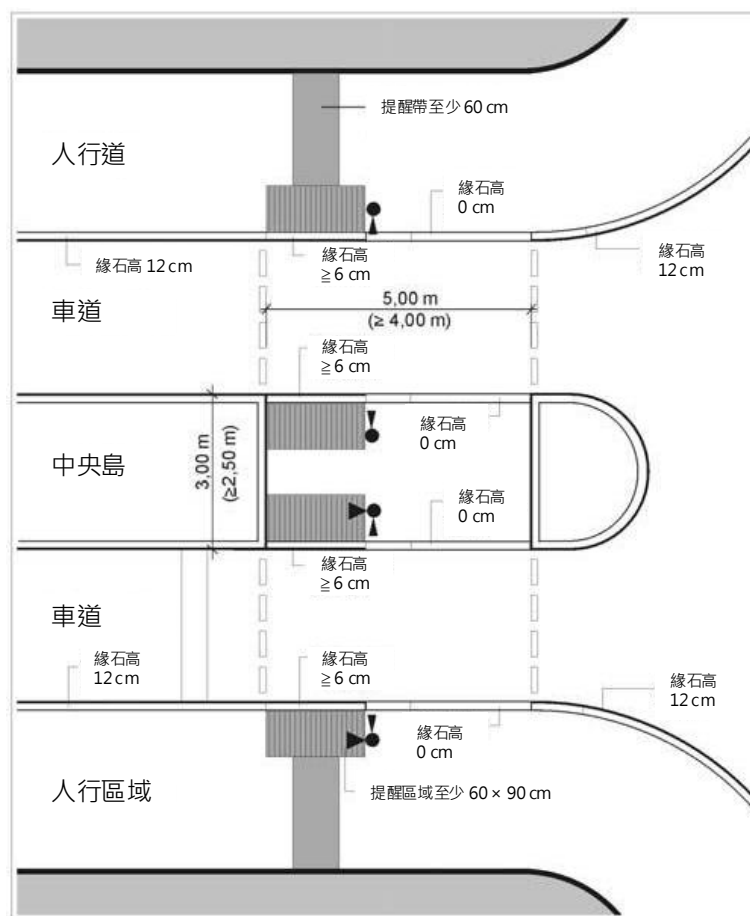 提醒帶至少 60 cm
人行道
緣石高
0 cm
緣石高 12 cm
緣石高
≧6 cm
緣石高
12 cm
5,00 m
(≥ 4,00 m)
車道
緣石高
≧6 cm
緣石高
0 cm
中央島
3,00 m
(≥2,50 m)
緣石高
0 cm
緣石高
≧6 cm
車道
緣石高
12 cm
緣石高
≧6 cm
緣石高
12 cm
緣石高
0 cm
人行區域
提醒區域至少 60 × 90 cm